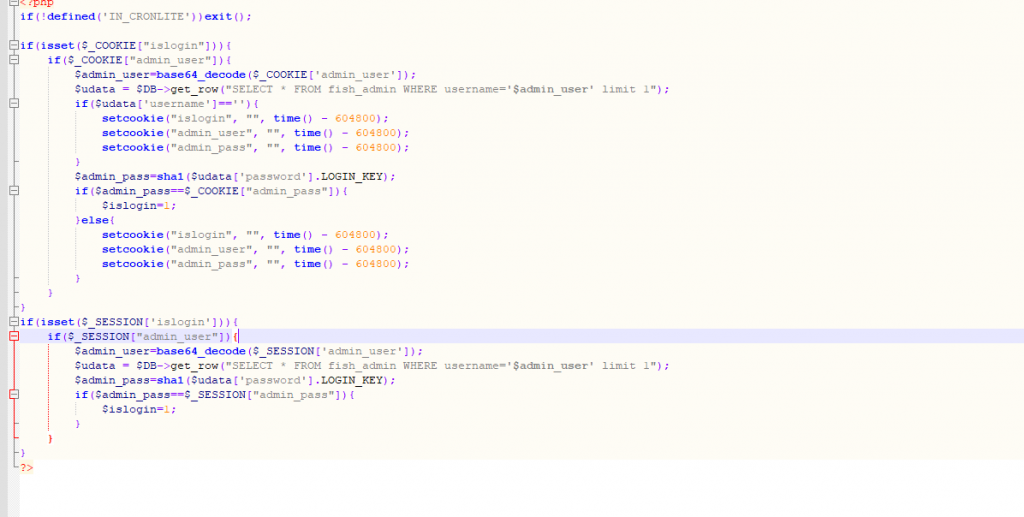 <?php
if(!defined('IN_CRONLITE'))exit();
if(isset($_COOKIE["islogin"])){
if($_COOKIE["admin_user"]){
$admin_user=base64_decode($_COOKIE['admin_user']);
$udata = $DB->get_row("SELECT * FROM fish_admin WHERE username='$admin_user' limit 1");
if($udata['username']==''){
setcookie("islogin", "", time() - 604800);
setcookie("admin_user", "", time() - 604800);
setcookie("admin_pass", "", time() - 604800);
}
$admin_pass=sha1($udata['password'].LOGIN_KEY);
if($admin_pass==$_COOKIE["admin_pass"]){
$islogin=1;
}else{
setcookie("islogin", "", time() - 604800);
setcookie("admin_user", "", time() - 604800);
setcookie("admin_pass", "", time() - 604800);
}
}
}
if(isset($_SESSION['islogin'])){
if($_SESSION["admin_user"]){
$admin_user=base64_decode($_SESSION['admin_user']);
$udata = $DB->get_row("SELECT * FROM fish_admin WHERE username='$admin_user' limit 1");
$admin_pass=sha1($udata['password'].LOGIN_KEY);
if($admin_pass==$_SESSION["admin_pass"]){
$islogin=1;
}
}
}
?>